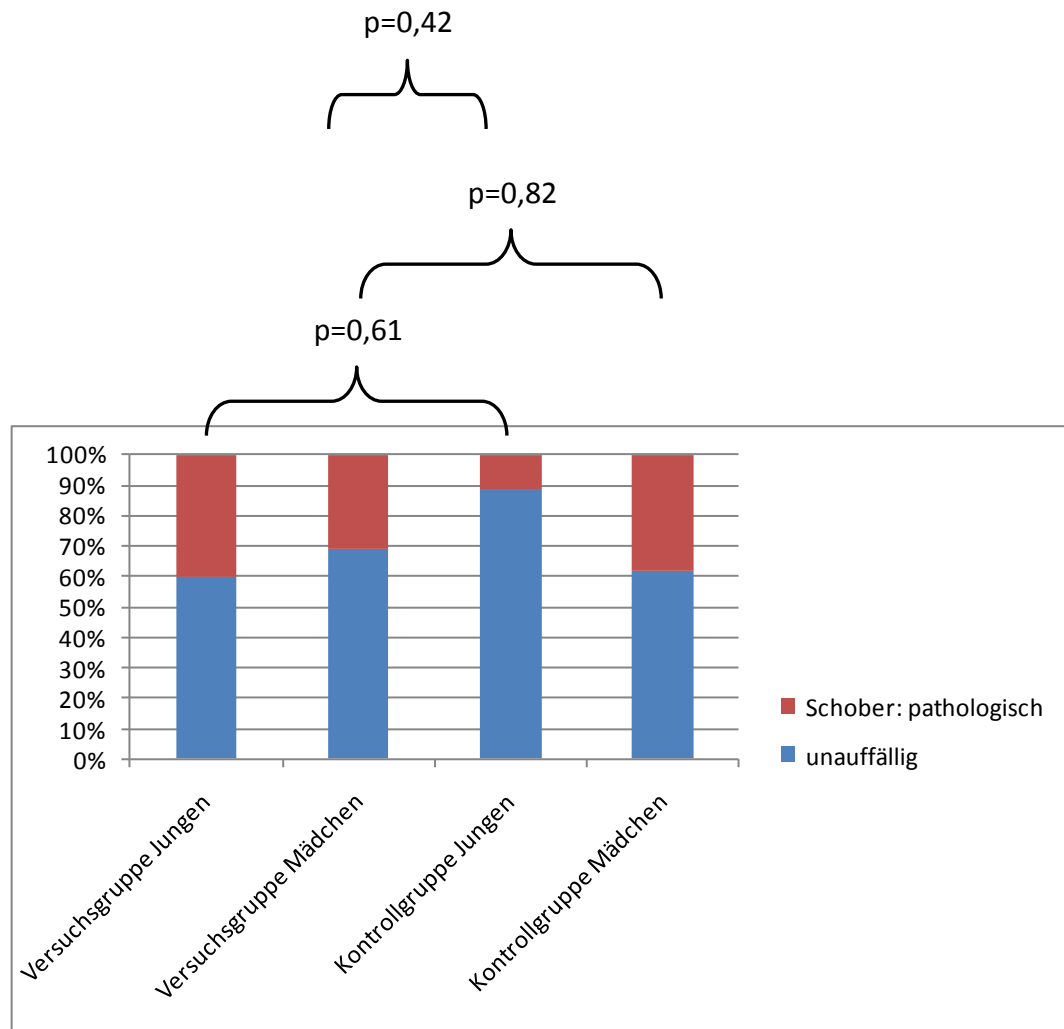 p=0,42
p=0,82
p=0,61
100%
90%
80%
70%
60%
50%
40%
30%
20%
10%
0%
Schober: pathologisch
unauffällig
Versuchsgruppe Jungen
Versuchsgruppe Mädchen
Kontrollgruppe Jungen
Kontrollgruppe Mädchen